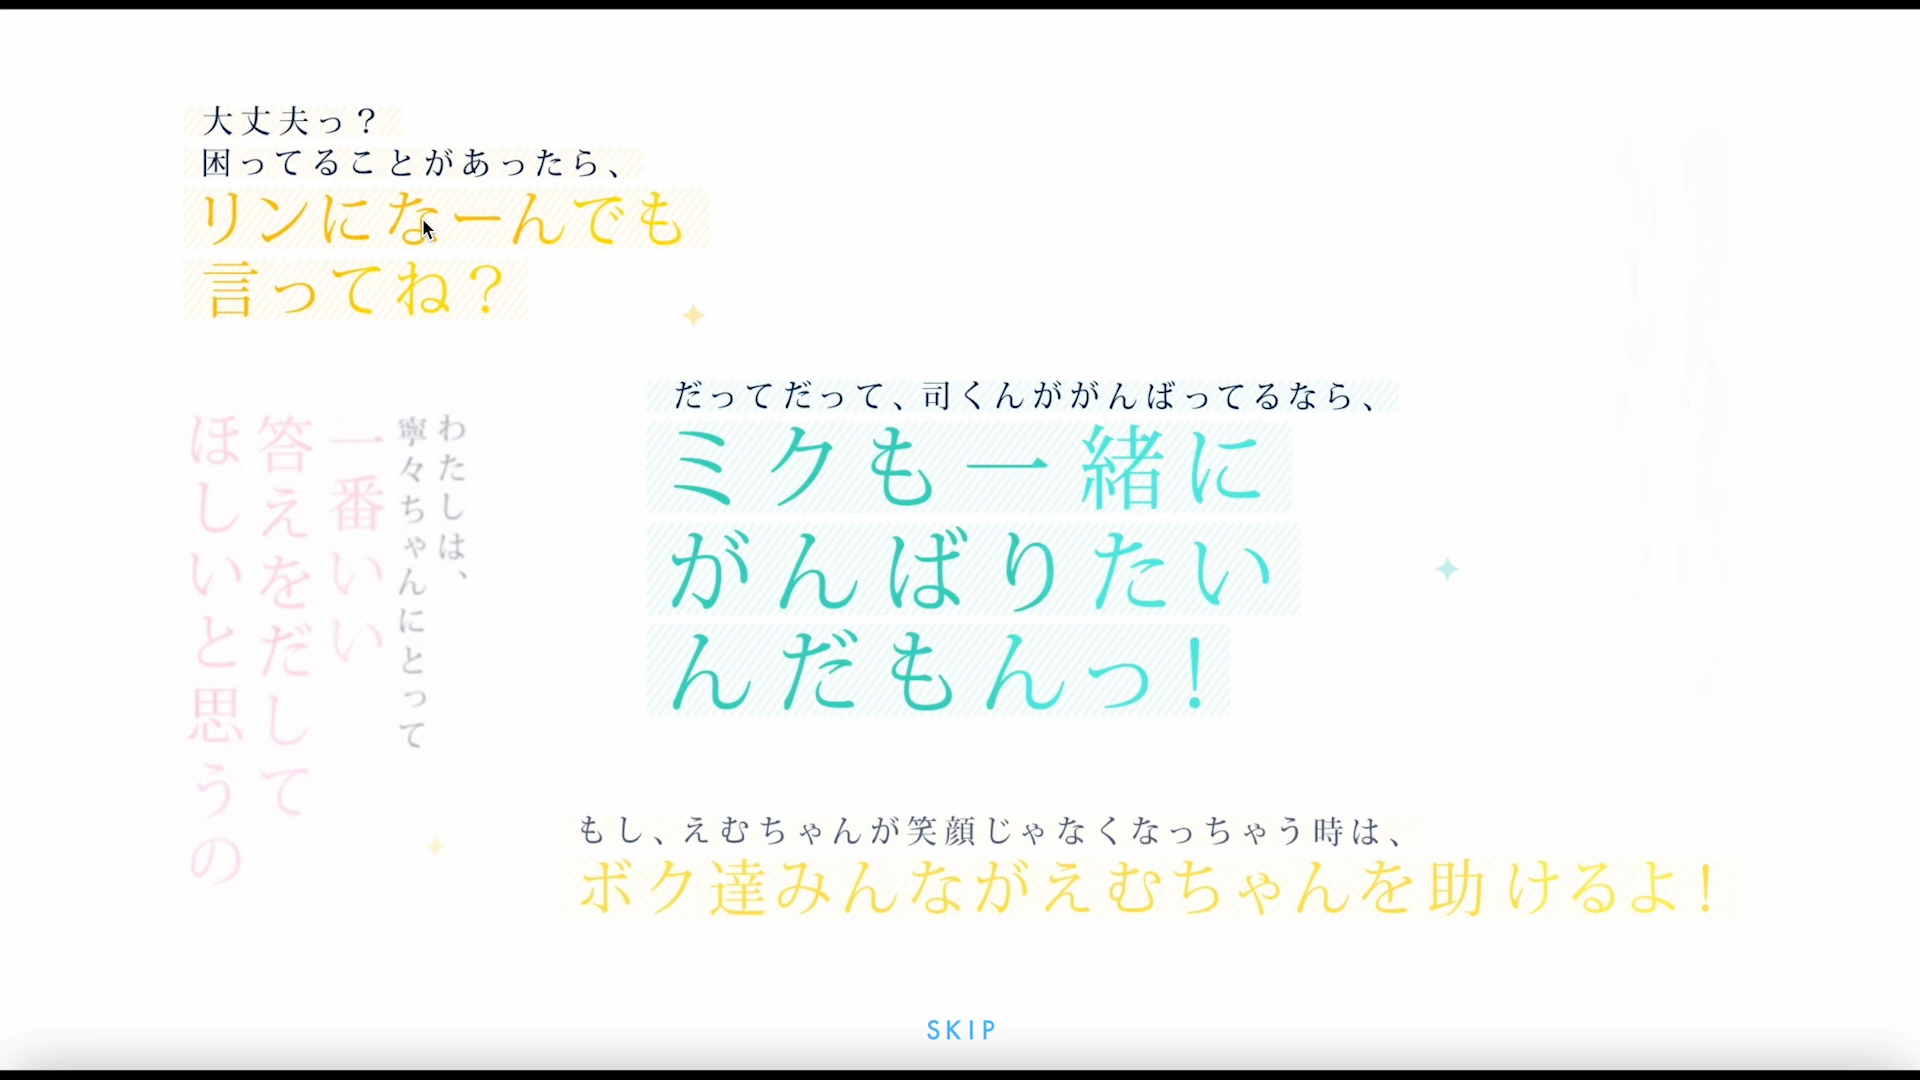 大丈夫っ？
困ってることがあったら、
リンになーんでも
言ってね？
だってだって、司くんががんばってるなら、
ミクも一緒に
がんばりたい
んだもんっ！
わたしは、
寧々ちゃんにとって
一番いい
答えをだして
ほしいと思うの
もし、えむちゃんが笑顔じゃなくなっちゃう時は、
ボク達みんながえむちゃんを助けるよ！
SKIP